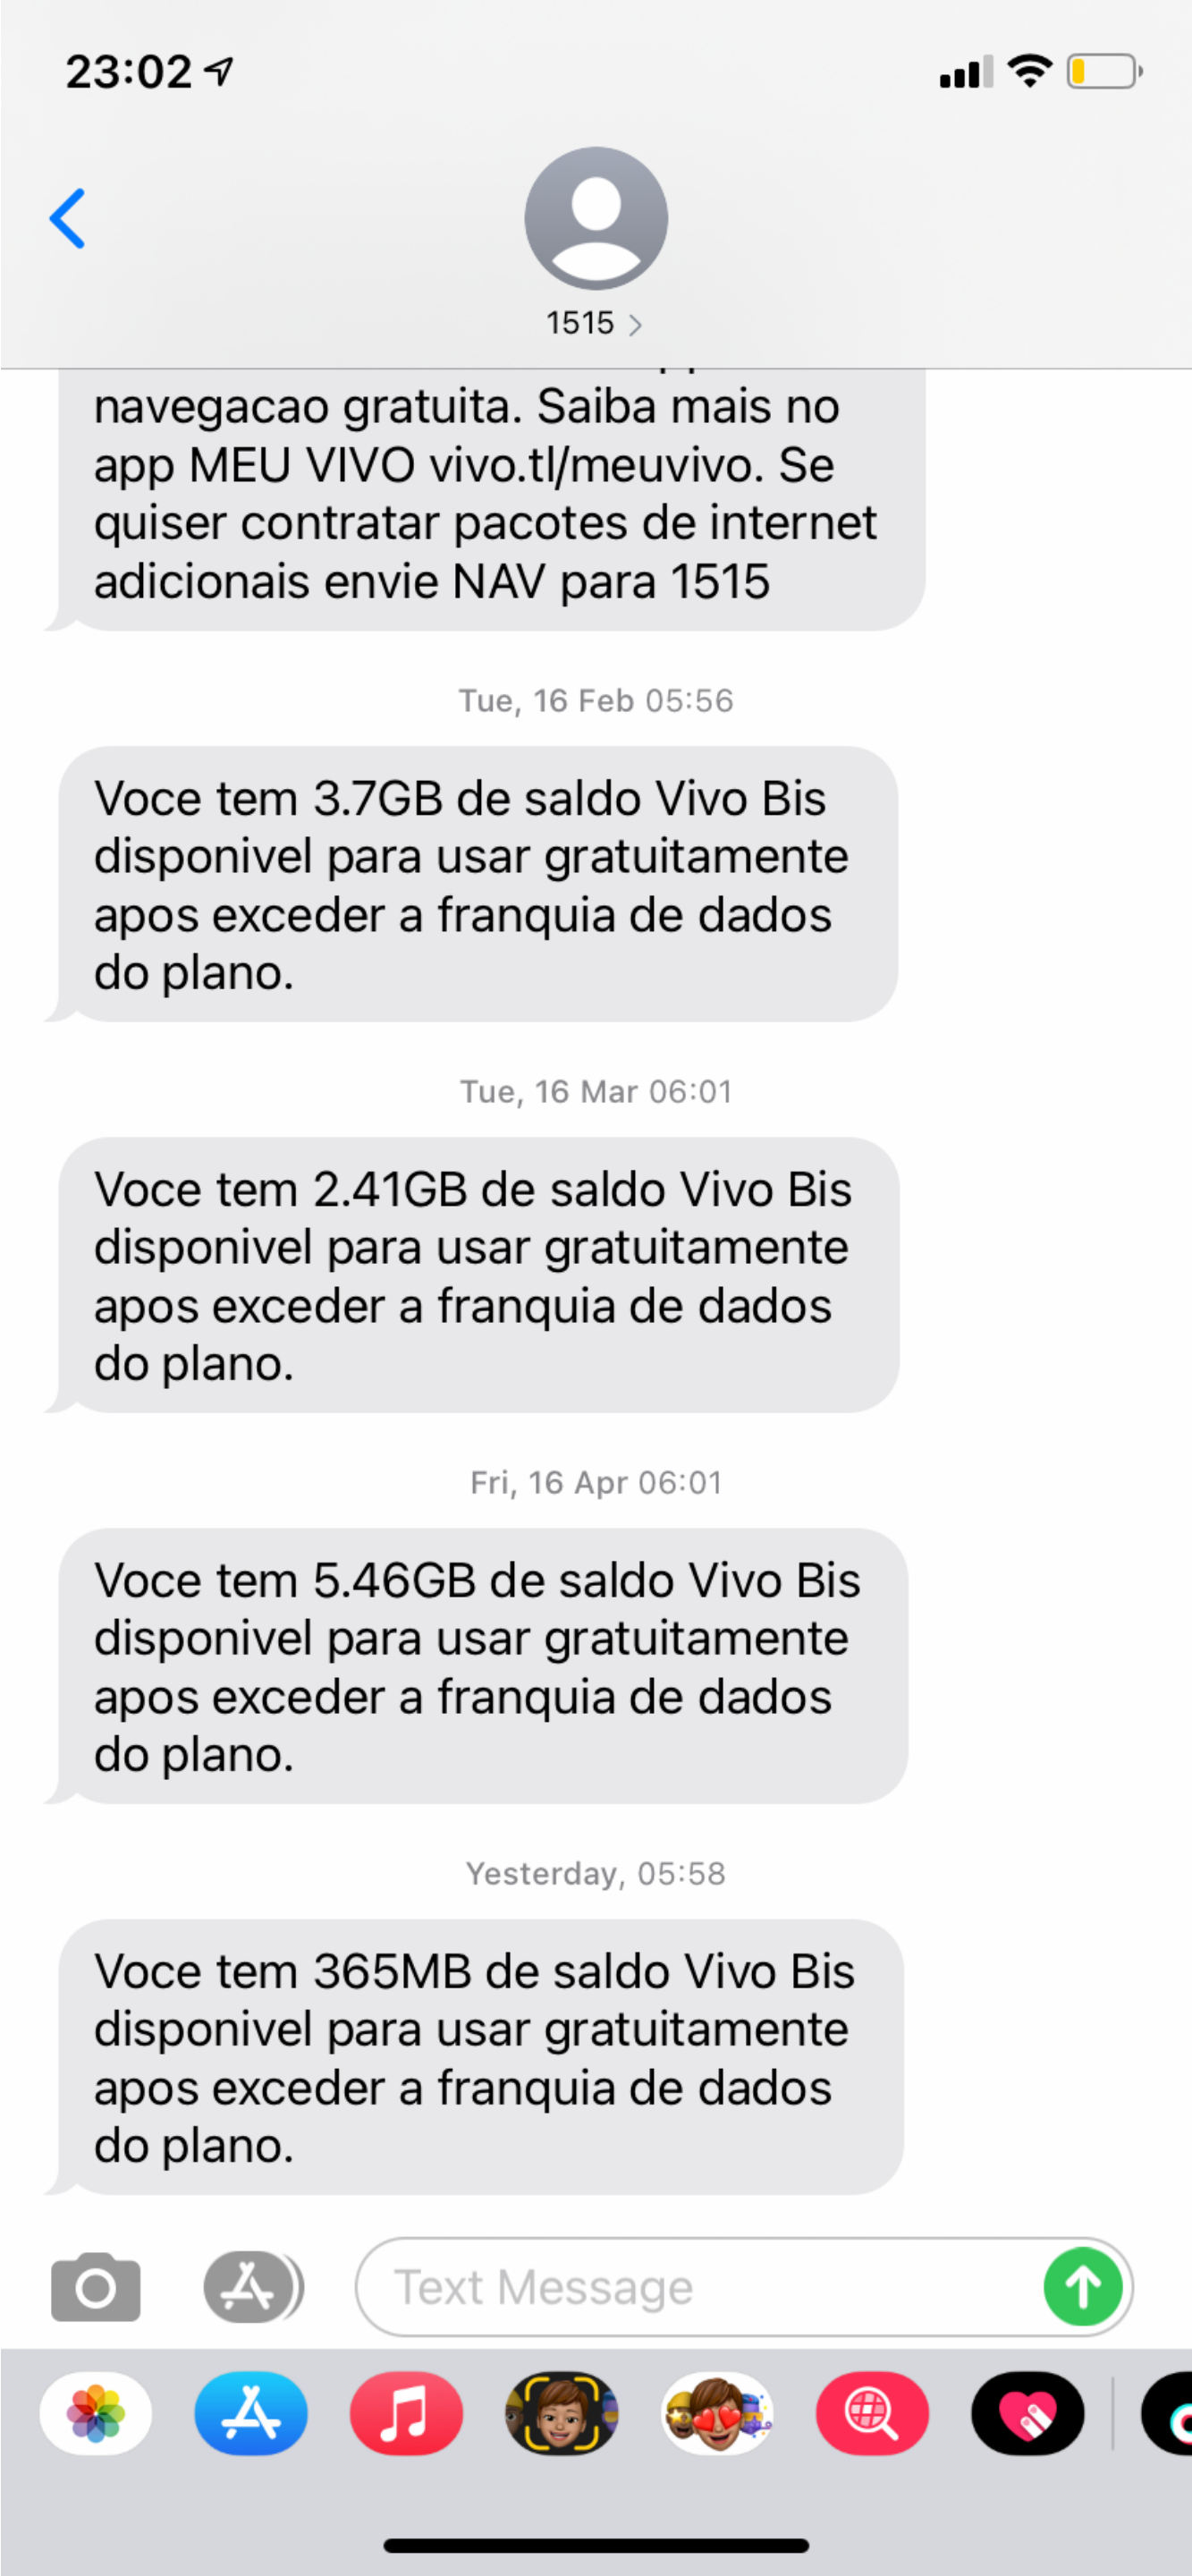 23:02
1515
navegacao gratuita. Saiba mais no
app MEU VIVO vivo.tl/meuvivo. Se
quiser contratar pacotes de internet
adicionais envie NAV para 1515
Tue, 16 Feb 05:56
Voce tem 3.7GB de saldo Vivo Bis
disponivel para usar gratuitamente
apos exceder a franquia de dados
do plano.
Tue, 16 Mar 06:01
Voce tem 2.41GB de saldo Vivo Bis
disponivel para usar gratuitamente
apos exceder a franquia de dados
do plano.
Fri, 16 Apr 06:01
Voce tem 5.46GB de saldo Vivo Bis
disponivel para usar gratuitamente
apos exceder a franquia de dados
do plano.
Yesterday, 05:58
Voce tem 365MB de saldo Vivo Bis
disponivel para usar gratuitamente
apos exceder a franquia de dados
do plano.
Text Message